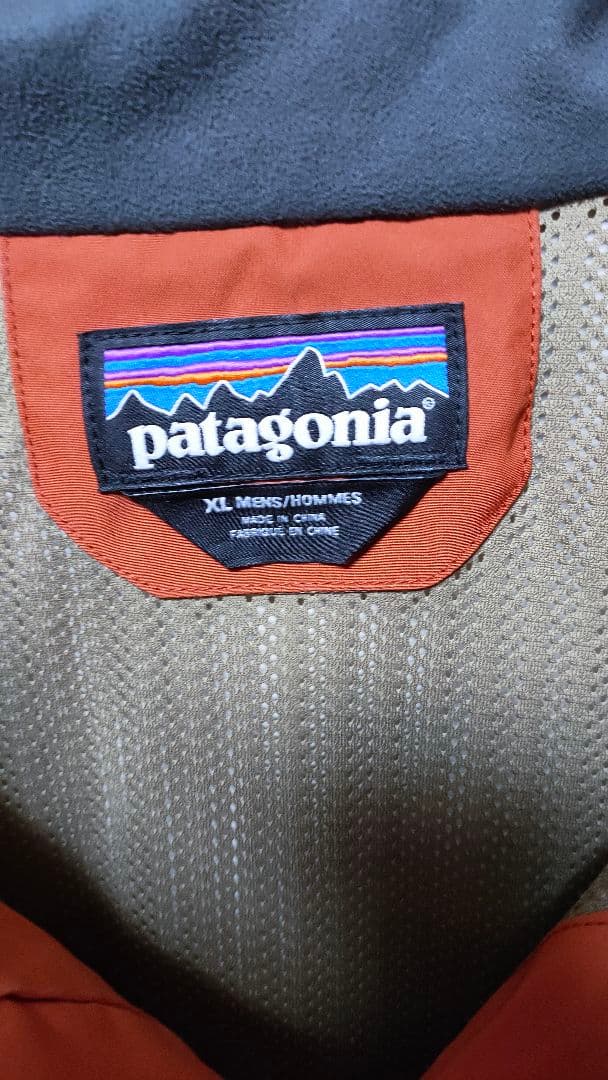 patagonia®
XL MENS/HOMMES
MADE IN CHINA
FABRIQUÉ EN CHINE